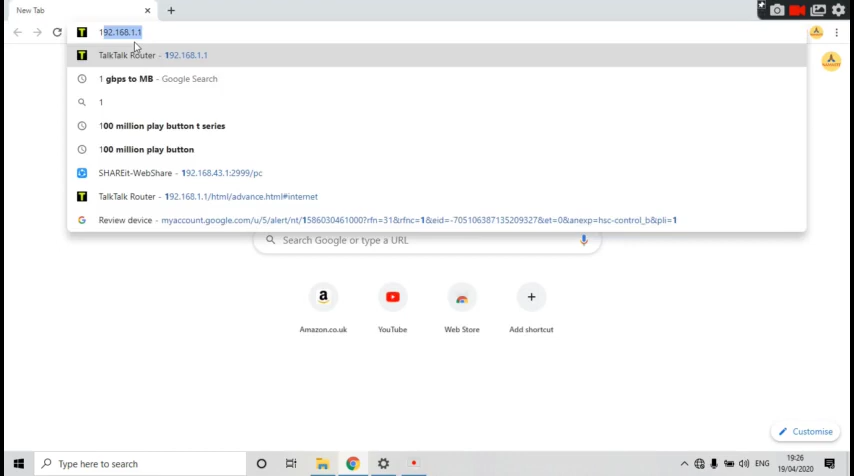 New Tab
192.168.1.1
TalkTalk Router - 192.168.1.1
1 gbps to MB - Google Search
1
100 million play button t series
100 million play button
SHAREit-WebShare - 192.168.43.1:2999/pc
TalkTalk Router - 192.168.1.1/html/advance.html#internet
Review device - myaccount.google.com/u/5/alert/nt/1586030461000?rfn=31&rfnc=1&eid=-705106387135209327&et=0&anexp=hsc-control_b&pli=1
Search Google or type a URL
Amazon.co.uk YouTube Web Store Add shortcut
Customise
Type here to search
ENG
19:26
19/04/2020